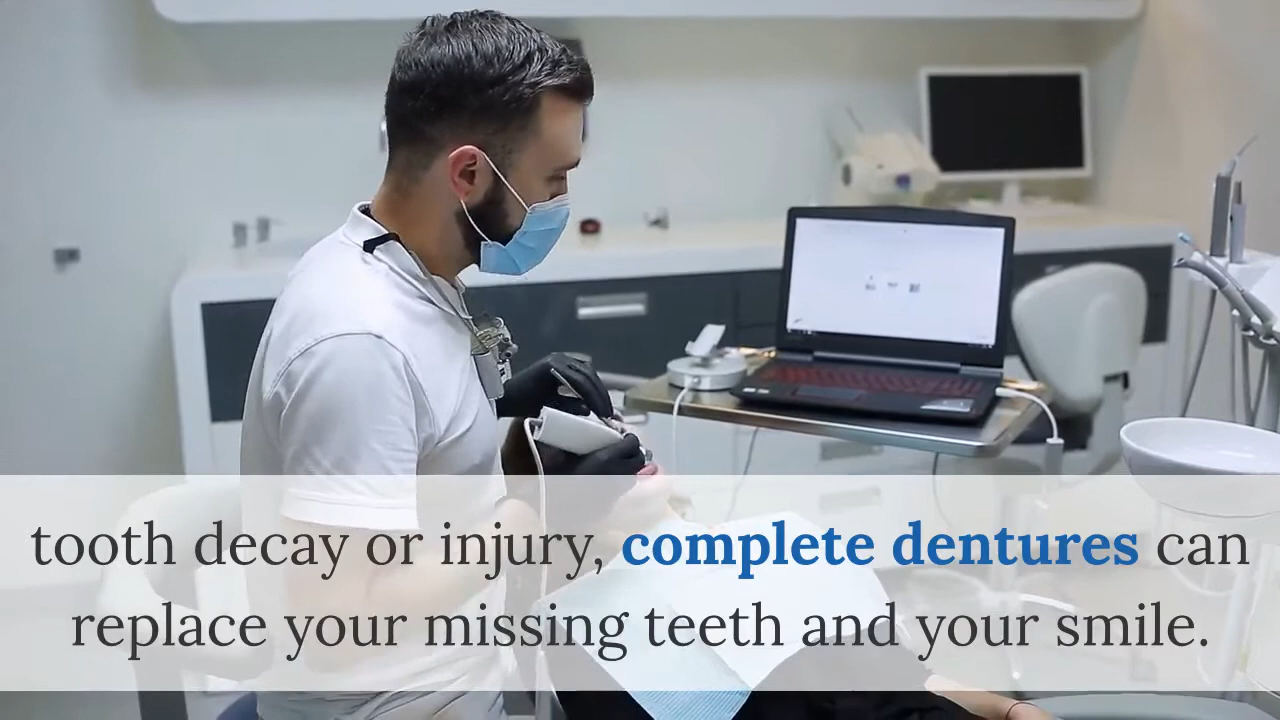 tooth decay or injury, complete dentures can
replace your missing teeth and your smile.